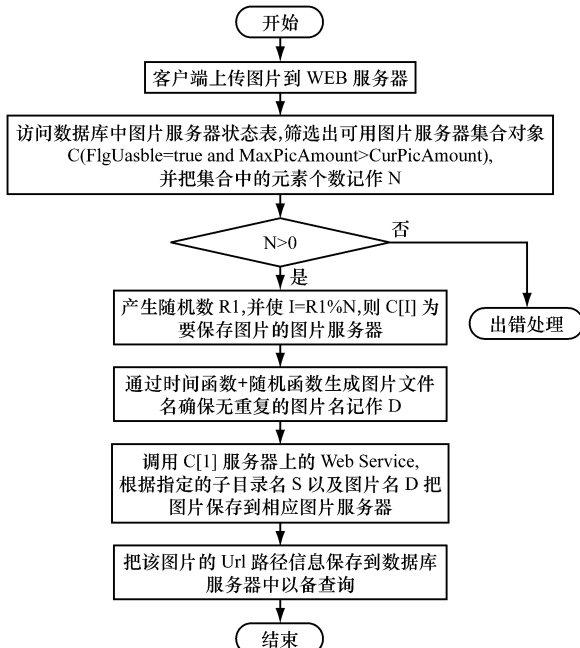 开始
客户端上传图片到 WEB 服务器
访问数据库中图片服务器状态表,筛选出可用图片服务器集合对象
C(FlgUasble=true and MaxPicAmount>CurPicAmount),
并把集合中的元素个数记作 N
N>0
否
是
产生随机数 R1,并使 I=R1%N,则 C[I] 为
要保存图片的图片服务器
出错处理
通过时间函数+随机函数生成图片文件
名确保无重复的图片名记作 D
调用 C[1] 服务器上的 Web Service,
根据指定的子目录名 S 以及图片名 D 把
图片保存到相应图片服务器
把该图片的 Url 路径信息保存到数据库
服务器中以备查询
结束